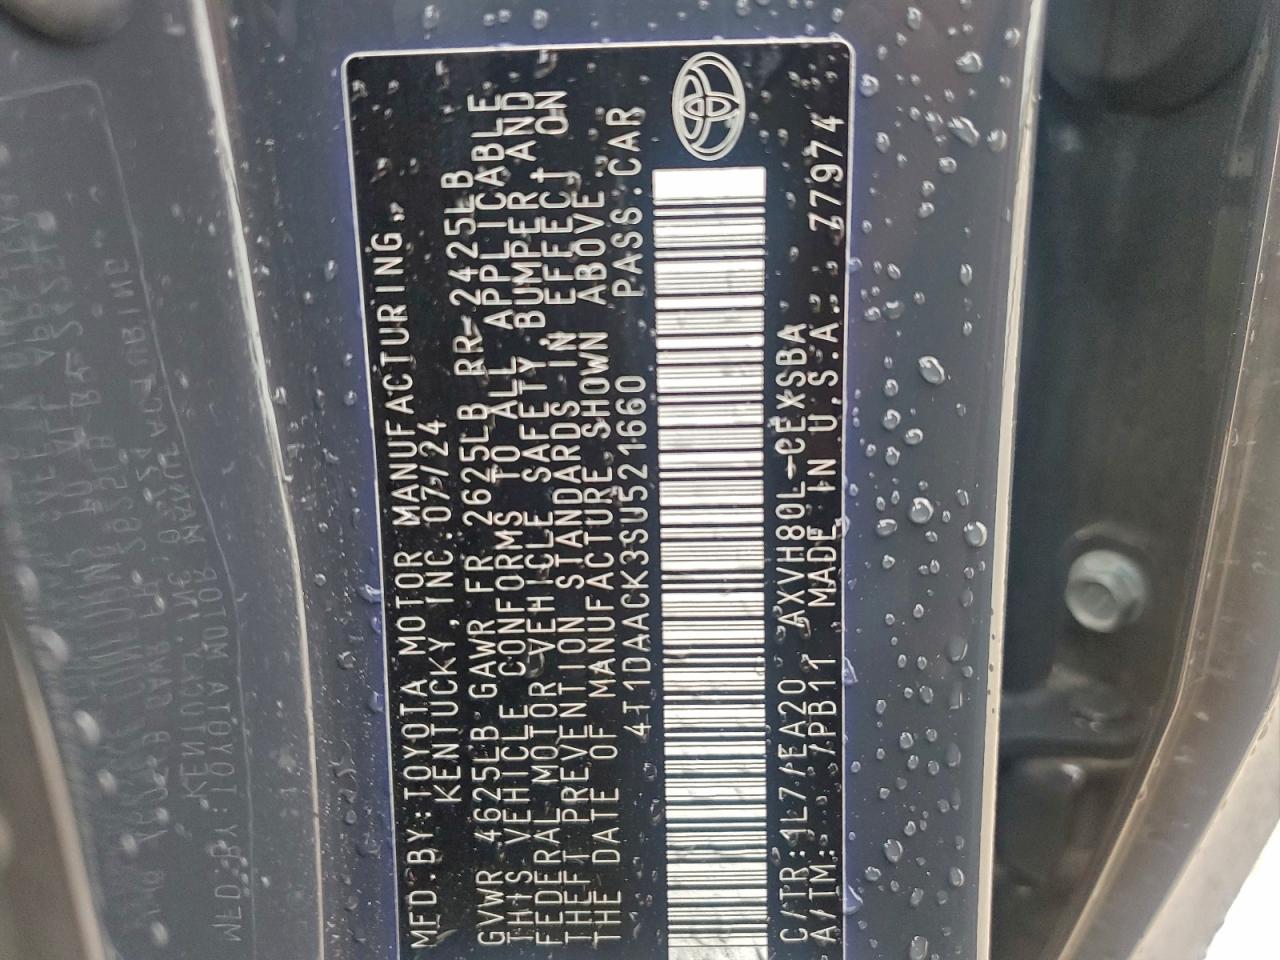 MFD.BY:TOYOTA MOTOR MANUFACTURING,
KENTUCKY,INC. 07/24
GVWR 4625LB GAWR FR 2625LB RR 2425LB
THIS VEHICLE CONFORMS TO ALL APPLICABLE
FEDERAL MOTOR VEHICLE SAFETY,BUMPER, AND
THEFT PREVENTION STANDARDS IN EFFECT ON
THE DATE OF MANUFACTURE SHOWN ABOVE.
4T1DAACK3SU521660 PASS.CAR
C/TR:1L7/EA20 AXVH80L-CEXSBA
A/TM: /PB11 MADE IN U.S.A. 77974